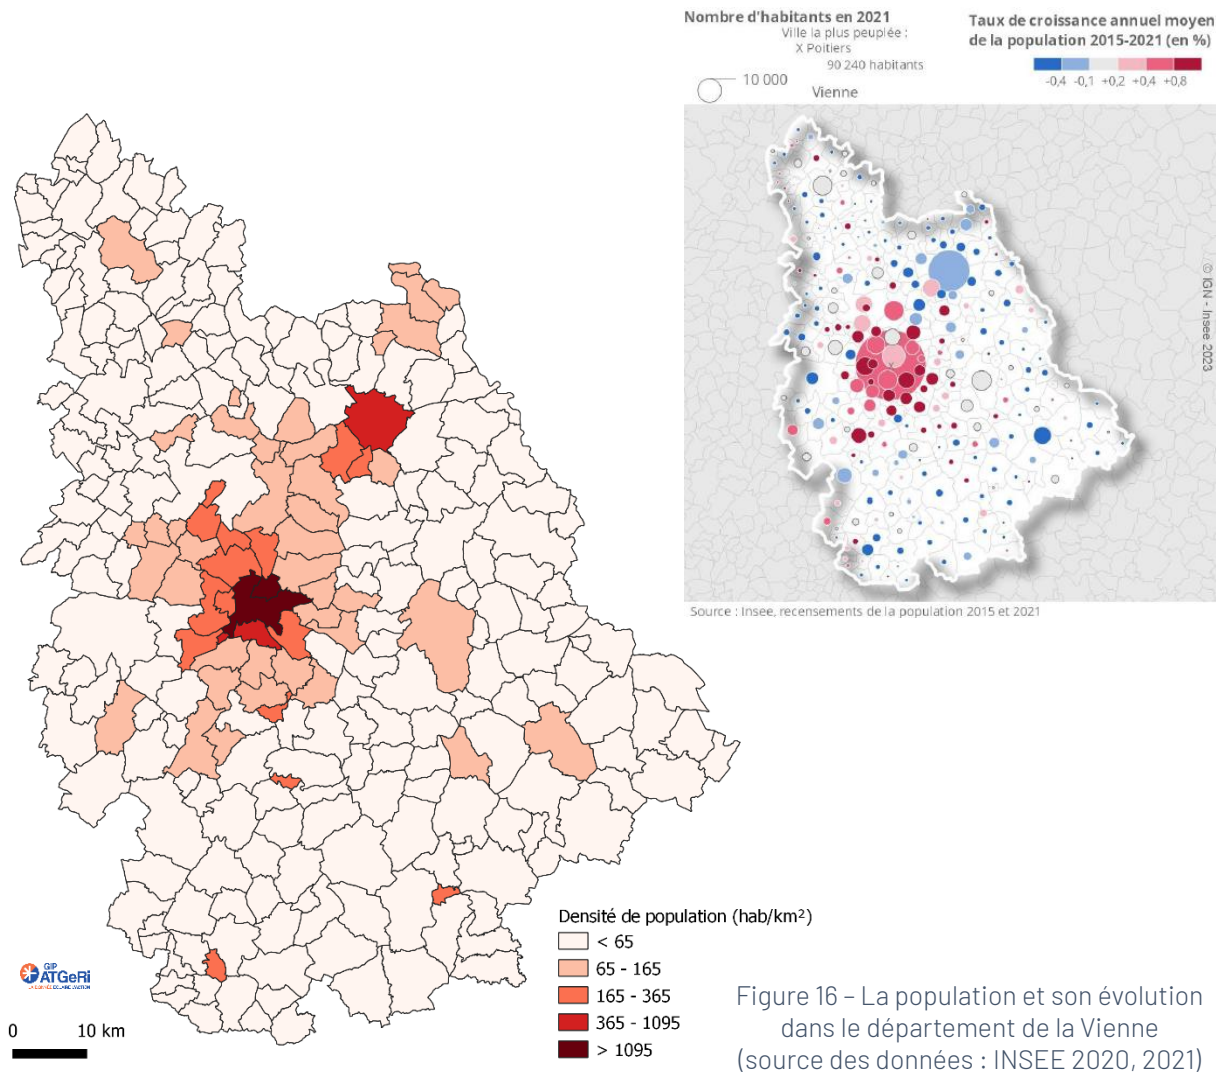 Nombre d'habitants en 2021
Ville la plus peuplée :
X Poitiers
90 240 habitants
10 000
Vienne
Taux de croissance annuel moyen
de la population 2015-2021 (en %)
-0,4 -0,1 +0,2 +0,4 +0,8
X
© IGN - Insee 2023
Source : Insee, recensements de la population 2015 et 2021
Densité de population (hab/km²)
< 65
65 - 165
165 - 365
365 - 1095
> 1095
GIP
ATGeRi
LA DONNÉE ÉCLAIRE L'ACTION
0 10 km
Figure 16 – La population et son évolution
dans le département de la Vienne
(source des données : INSEE 2020, 2021)